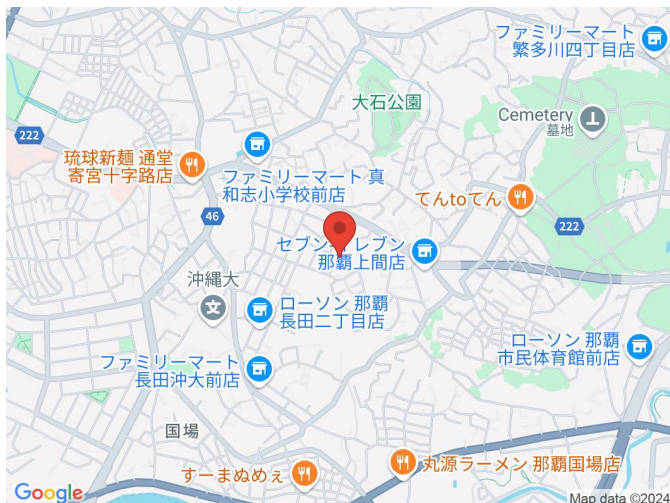 ファミリーマート
繁多川四丁目店
大石公園
Cemetery
墓地
222
琉球新麺 通堂
寄宮十字路店
ファミリーマート 真
和志小学校前店
てんtoてん
46
222
セブン-イレブン
那覇上間店
沖縄大
ローソン 那覇
長田二丁目店
ローソン 那覇
市民体育館前店
ファミリーマート
長田沖大前店
国場
すーまぬめぇ
丸源ラーメン 那覇国場店
Google
Map data ©2024